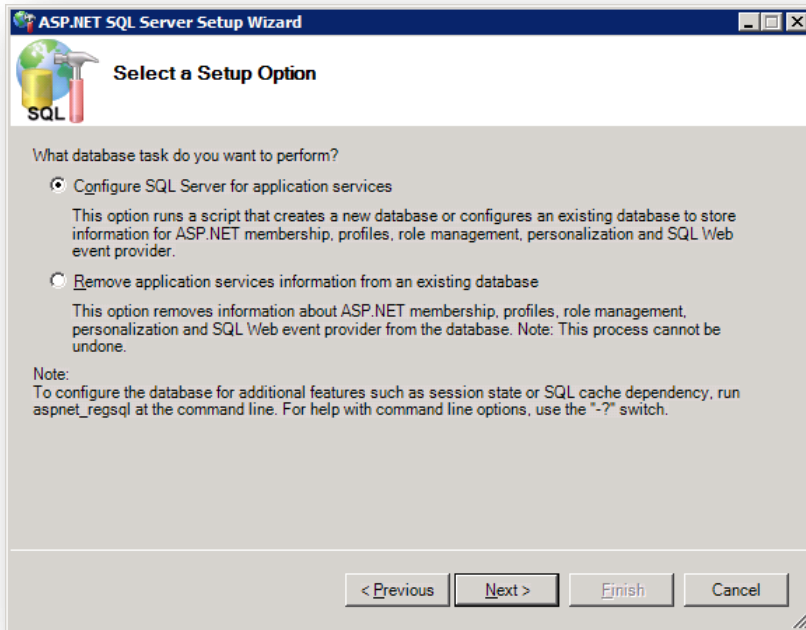 ASP.NET SQL Server Setup Wizard
Select a Setup Option
SQL
What database task do you want to perform?
Configure SQL Server for application services
This option runs a script that creates a new database or configures an existing database to store
information for ASP.NET membership, profiles, role management, personalization and SQL Web
event provider.
Remove application services information from an existing database
This option removes information about ASP.NET membership, profiles, role management,
personalization and SQL Web event provider from the database. Note: This process cannot be
undone.
Note:
To configure the database for additional features such as session state or SQL cache dependency, run
aspnet_regsql at the command line. For help with command line options, use the "-?" switch.
< Previous
Next >
Finish
Cancel